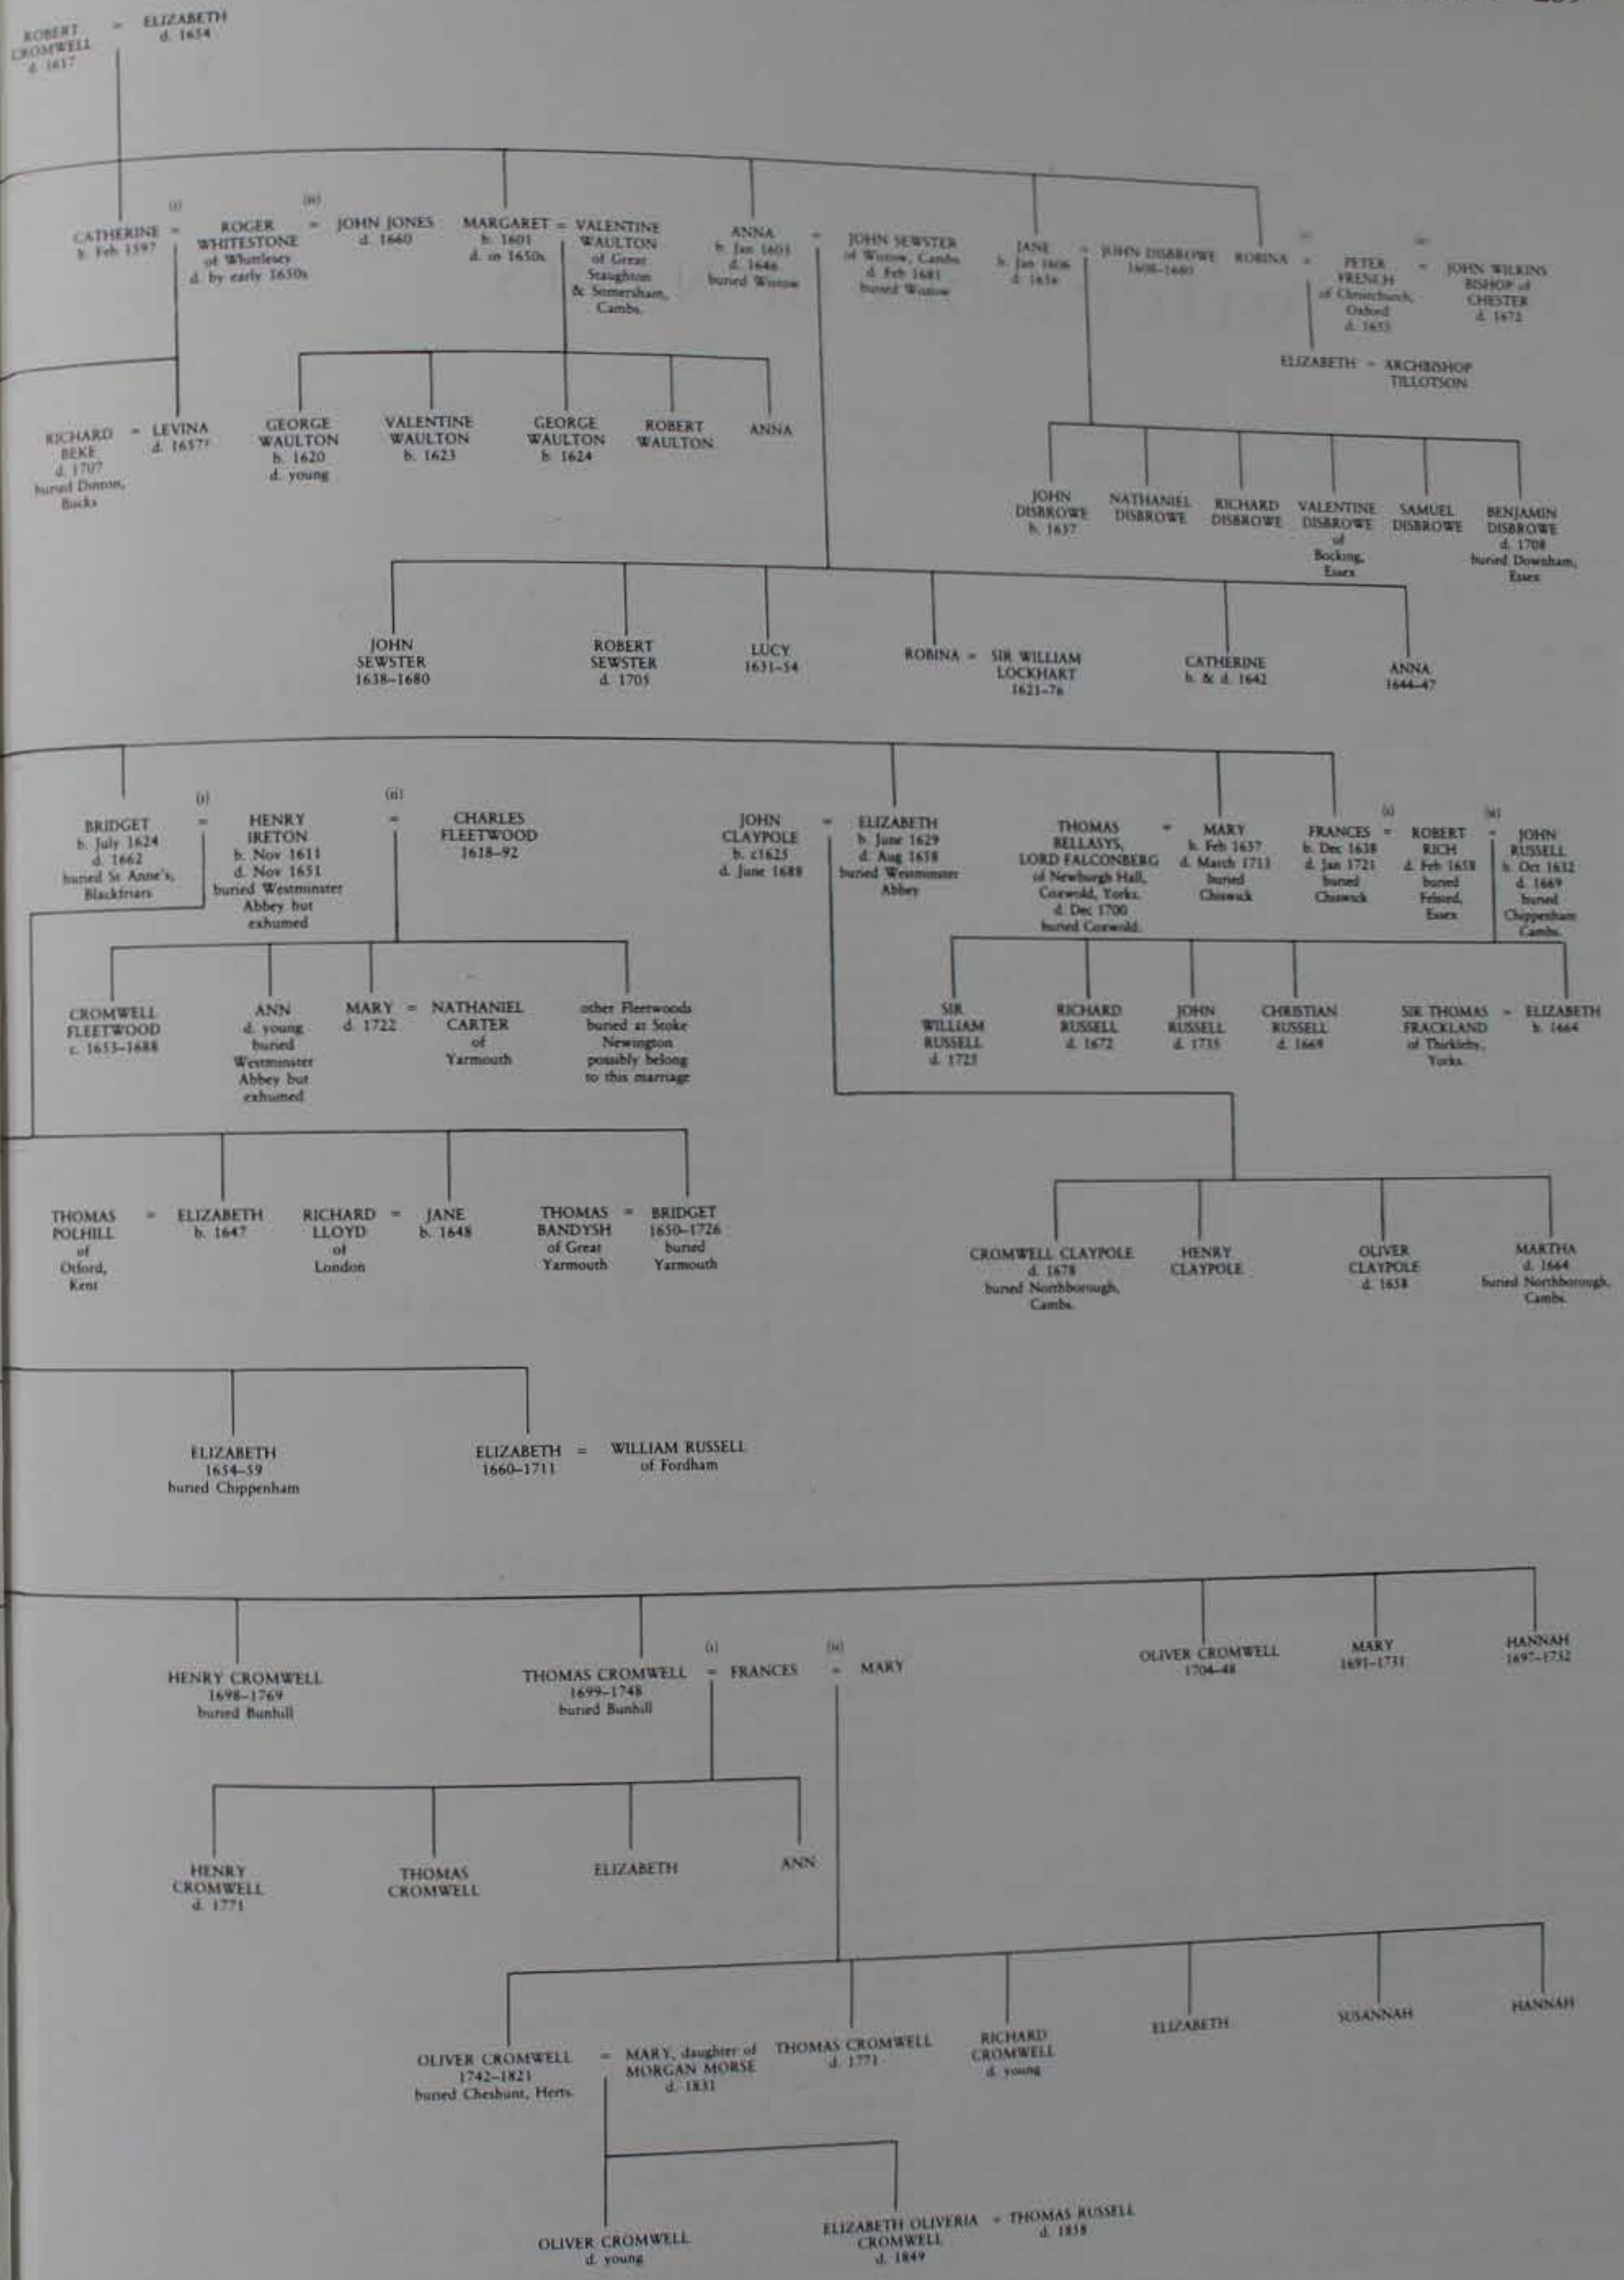 ROBERT
CROMWELL
d. 1617
=
ELIZABETH
d. 1654
CATHERINE
b. Feb 1597
(i)
=
ROGER
WHITESTONE
of Whittlesey
d. by early 1650s
(ii)
=
JOHN JONES
d. 1660
MARGARET
b. 1601
d. in 1650s
=
VALENTINE
WAULTON
of Great
Staughton
& Somersham,
Cambs.
ANNA
b. Jan 1603
d. 1646
buried Wistow
=
JOHN SEWSTER
of Wistow, Cambs
d. Feb 1681
buried Wistow
JANE
b. Jan 1606
d. 1656
=
JOHN DISBROWE
1608–1680
ROBINA
=
PETER
FRENCH
of Christchurch,
Oxford
d. 1655
=
JOHN WILKINS
BISHOP of
CHESTER
d. 1672
ELIZABETH = ARCHBISHOP
TILLOTSON
RICHARD
BEKE
d. 1707
buried Dinton,
Bucks
=
LEVINA
d. 1657?
GEORGE
WAULTON
b. 1620
d. young
VALENTINE
WAULTON
b. 1623
GEORGE
WAULTON
b. 1624
ROBERT
WAULTON
ANNA
JOHN
DISBROWE
b. 1637
NATHANIEL
DISBROWE
RICHARD
DISBROWE
VALENTINE
DISBROWE
of
Bocking,
Essex
SAMUEL
DISBROWE
BENJAMIN
DISBROWE
d. 1708
buried Downham,
Essex
JOHN
SEWSTER
1638–1680
ROBERT
SEWSTER
d. 1705
LUCY
1631–54
ROBINA = SIR WILLIAM
LOCKHART
1621–76
CATHERINE
b. & d. 1642
ANNA
1644–47
BRIDGET
b. July 1624
d. 1662
buried St Anne's,
Blackfriars
(i)
=
HENRY
IRETON
b. Nov 1611
d. Nov 1651
buried Westminster
Abbey but
exhumed
(ii)
=
CHARLES
FLEETWOOD
1618–92
JOHN
CLAYPOLE
b. c1625
d. June 1688
=
ELIZABETH
b. June 1629
d. Aug 1658
buried Westminster
Abbey
THOMAS
BELLASYS,
LORD FALCONBERG
of Newburgh Hall,
Coxwold, Yorks.
d. Dec 1700
buried Coxwold.
=
MARY
b. Feb 1637
d. March 1713
buried
Chiswick
FRANCES
b. Dec 1638
d. Jan 1721
buried
Chiswick
(i)
=
ROBERT
RICH
d. Feb 1658
buried
Felsted,
Essex
(ii)
=
JOHN
RUSSELL
b. Oct 1632
d. 1669
buried
Chippenham
Cambs.
CROMWELL
FLEETWOOD
c. 1653–1688
ANN
d. young
buried
Westminster
Abbey but
exhumed
MARY
d. 1722
=
NATHANIEL
CARTER
of
Yarmouth
other Fleetwoods
buried at Stoke
Newington
possibly belong
to this marriage
SIR
WILLIAM
RUSSELL
d. 1725
RICHARD
RUSSELL
d. 1672
JOHN
RUSSELL
d. 1735
CHRISTIAN
RUSSELL
d. 1669
SIR THOMAS
FRACKLAND
of Thirkleby,
Yorks.
=
ELIZABETH
b. 1664
THOMAS
POLHILL
of
Otford,
Kent
=
ELIZABETH
b. 1647
RICHARD
LLOYD
of
London
=
JANE
b. 1648
THOMAS
BANDYSH
of Great
Yarmouth
=
BRIDGET
1650–1726
buried
Yarmouth
CROMWELL CLAYPOLE
d. 1678
buried Northborough,
Cambs.
HENRY
CLAYPOLE
OLIVER
CLAYPOLE
d. 1658
MARTHA
d. 1664
buried Northborough,
Cambs.
ELIZABETH
1654–59
buried Chippenham
ELIZABETH
1660–1711
=
WILLIAM RUSSELL
of Fordham
HENRY CROMWELL
1698–1769
buried Bunhill
THOMAS CROMWELL
1699–1748
buried Bunhill
(i)
=
FRANCES
(ii)
=
MARY
OLIVER CROMWELL
1704–48
MARY
1691–1731
HANNAH
1697–1732
HENRY
CROMWELL
d. 1771
THOMAS
CROMWELL
ELIZABETH
ANN
OLIVER CROMWELL
1742–1821
buried Cheshunt, Herts.
=
MARY, daughter of
MORGAN MORSE
d. 1831
THOMAS CROMWELL
d. 1771
RICHARD
CROMWELL
d. young
ELIZABETH
SUSANNAH
HANNAH
OLIVER CROMWELL
d. young
ELIZABETH OLIVERIA
CROMWELL
d. 1849
=
THOMAS RUSSELL
d. 1858